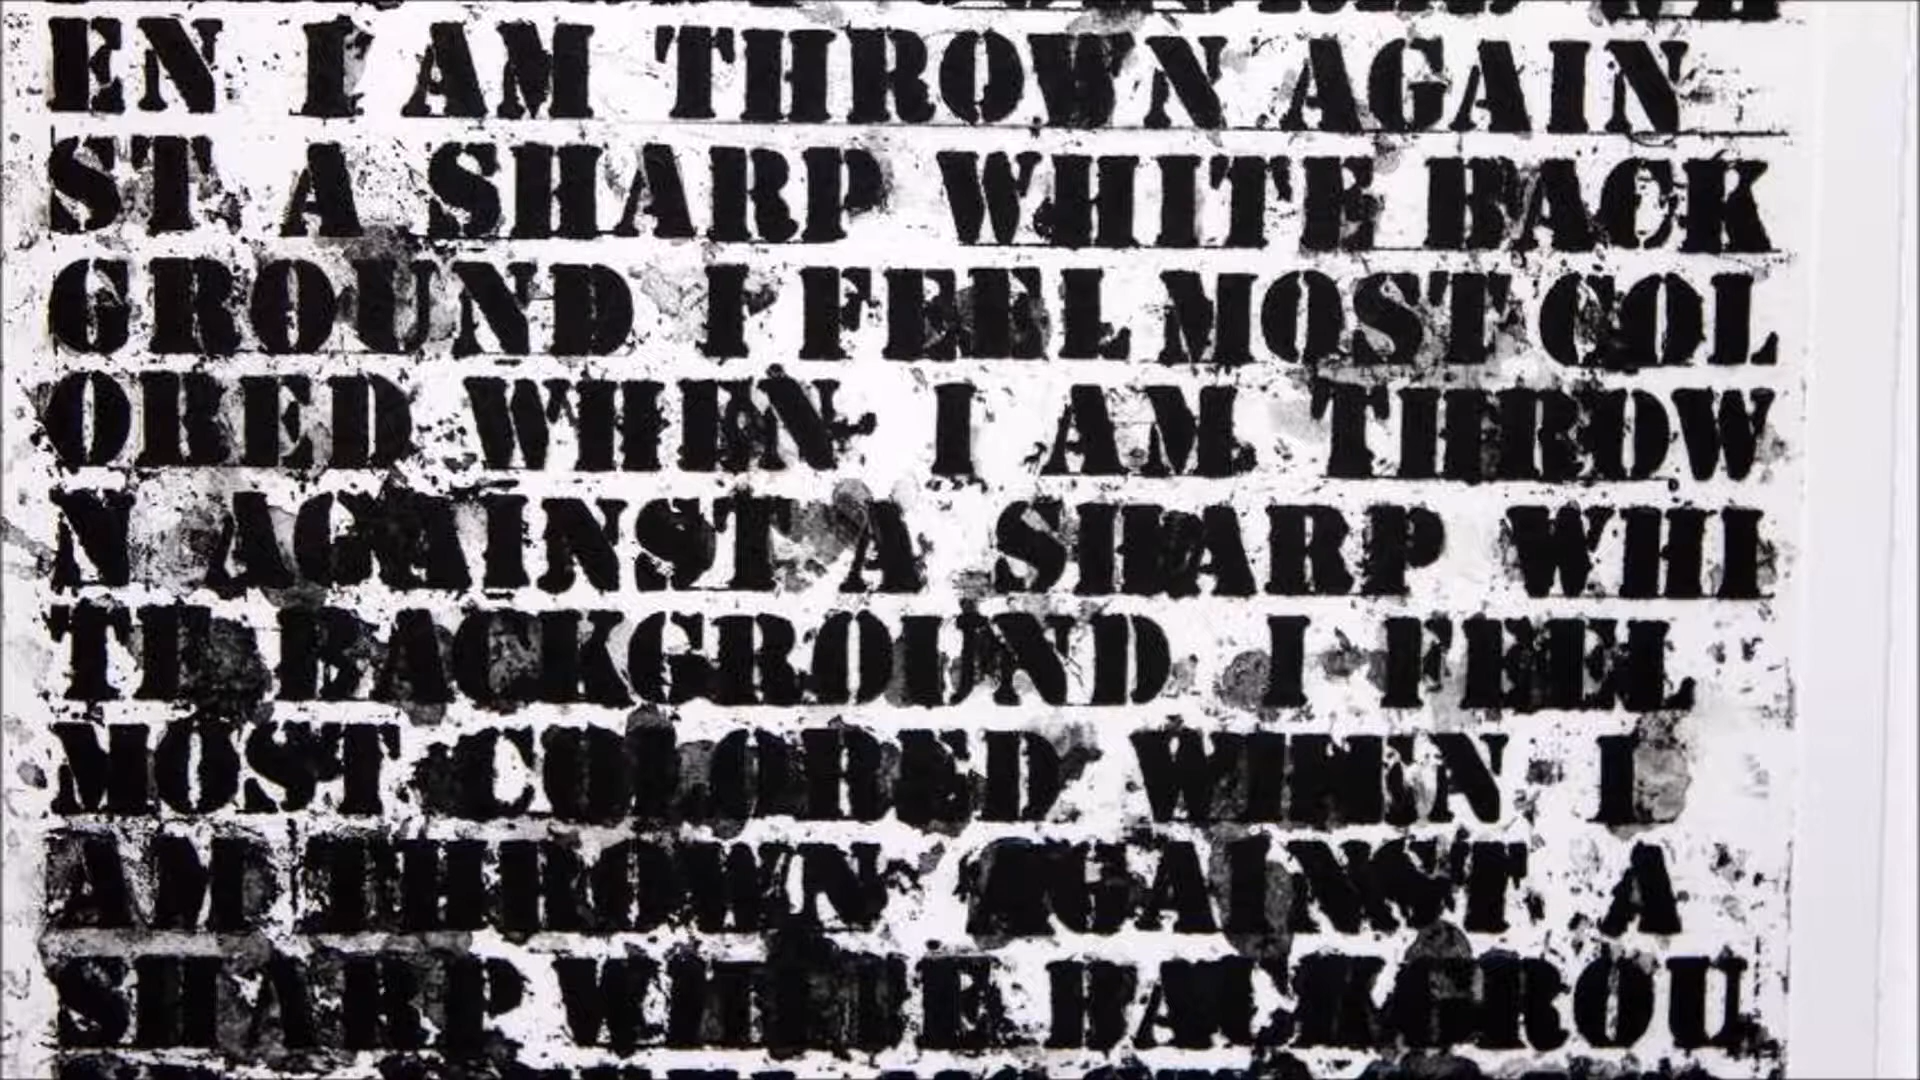 EN I AM THROWN AGAIN
ST A SHARP WHITE BACK
GROUND I FEEL MOST COL
ORED WHEN I AM THROW
N AGAINST A SHARP WHI
TE BACKGROUND I FEEL
MOST COLORED WHEN I
AM THROWN AGAINST A
SHARP WHITE BACKGROU